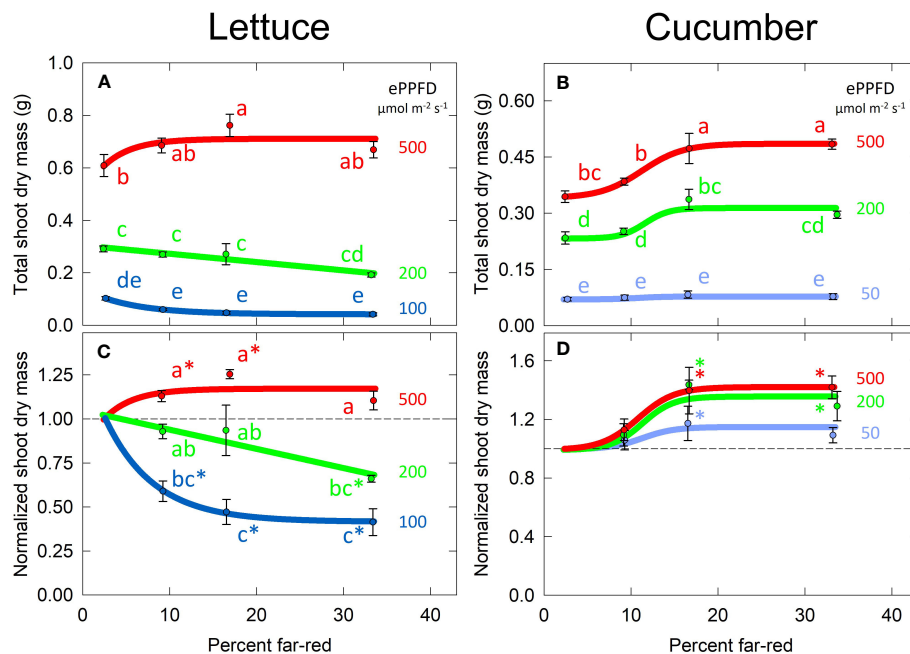 Lettuce
Cucumber
A
ePPFD
μmol m⁻² s⁻¹
Total shoot dry mass (g)
1.0
0.8
0.6
0.4
0.2
0.0
b
ab
a
ab
500
c
c
c
cd
200
de
e
e
e
100
B
ePPFD
μmol m⁻² s⁻¹
Total shoot dry mass (g)
0.60
0.45
0.30
0.15
0.00
bc
b
a
a
500
d
d
bc
cd
200
e
e
e
e
50
C
Normalized shoot dry mass
1.25
1.00
0.75
0.50
0.25
0.00
a*
a*
a
500
ab
ab
bc*
200
bc*
c*
c*
100
0
10
20
30
40
Percent far-red
D
Normalized shoot dry mass
1.6
1.4
1.2
1.0
0.0
*
*
*
*
*
500
200
50
0
10
20
30
40
Percent far-red